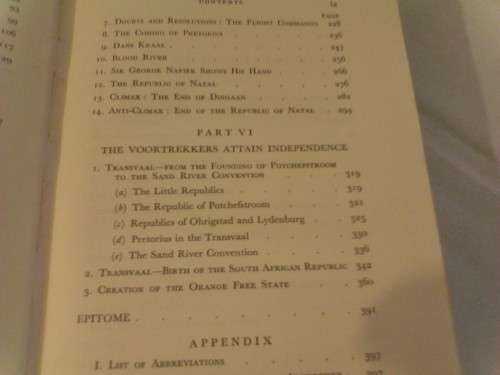 CONTENTS ix
PAGE
7. Doubts and Resolutions: The Flight Commando 228
8. The Coming of Pretorius . . . 236
9. Dans Kraal . . . . . 247
10. Blood River . . . . . 256
11. Sir George Napier Shows His Hand . . 266
12. The Republic of Natal . . . . 276
13. Climax: The End of Dingaan . . . 282
14. Anti-Climax: End of the Republic of Natal . 295
PART VI
THE VOORTREKKERS ATTAIN INDEPENDENCE
1. Transvaal—from the Founding of Potchefstroom
to the Sand River Convention . . . 319
(a) The Little Republics . . . . 319
(b) The Republic of Potchefstroom . . . 322
(c) Republics of Ohrigstad and Lydenburg . . 325
(d) Pretorius in the Transvaal . . . 330
(e) The Sand River Convention . . . 336
2. Transvaal—Birth of the South African Republic 342
3. Creation of the Orange Free State . . 360
EPITOME . . . . . . . 391
APPENDIX
I. List of Abbreviations . . . . 397